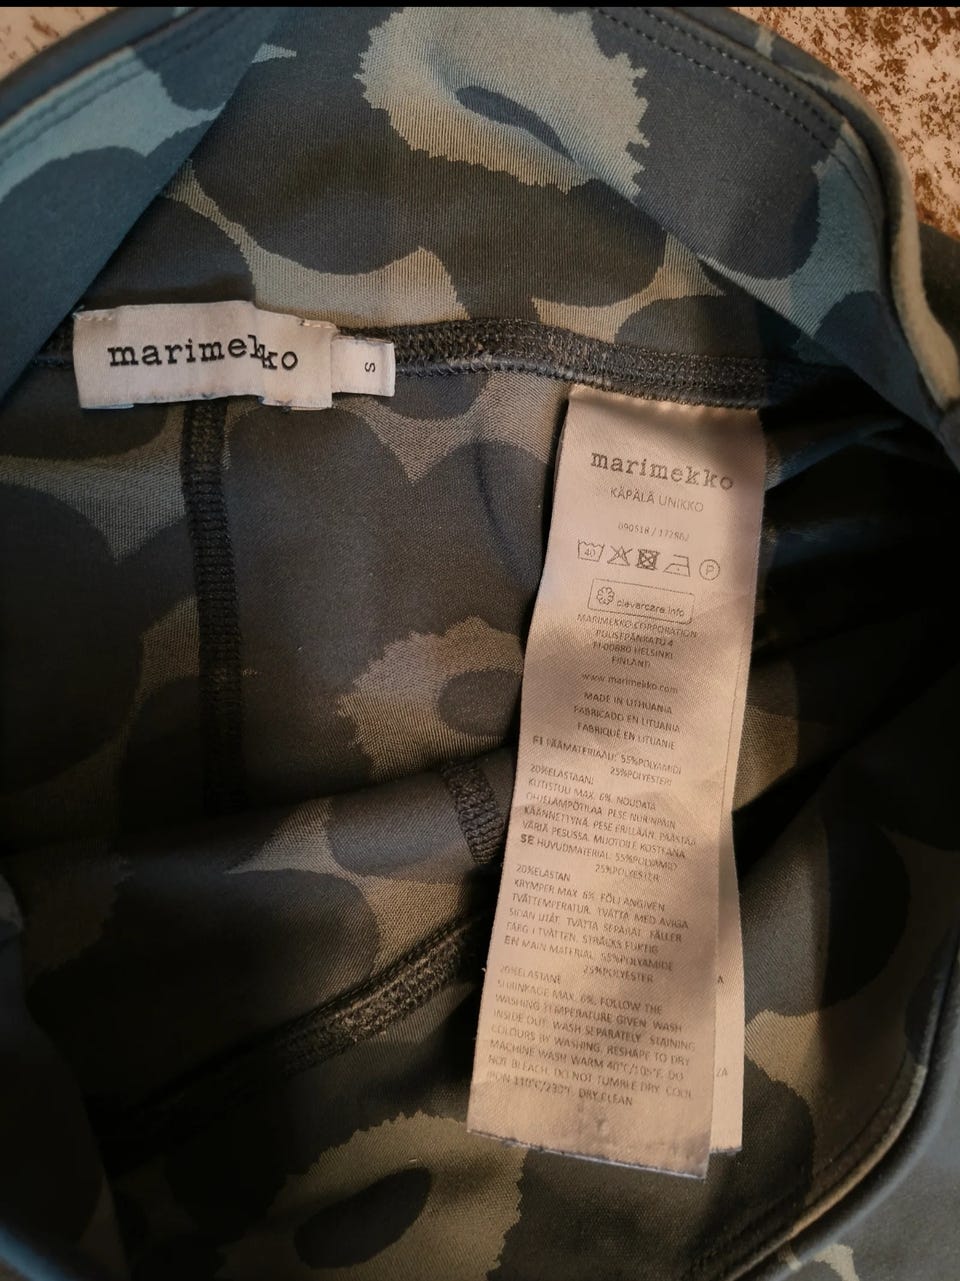 marimekko
S
marimekko
KÄPÄLÄ UNIKKO
40
P
clevercare.info
MARIMEKKO CORPORATION
PUUSEPÄNKATU 4
FI-00880 HELSINKI
FINLAND
www.marimekko.com
MADE IN LITHUANIA
FABRICADO EN LITUANIA
FABRIQUÉ EN LITUANIE
FI PÄÄMATERIAALI: 55%POLYAMIDI
25%POLYESTERI
20%ELASTAANI
KUTISTUU MAX. 6%. NOUDATA
OHJELÄMPÖTILAA. PESE NURINPÄIN
KÄÄNNETTYNÄ. PESE ERILLÄÄN. PÄÄSTÄÄ
VÄRIÄ PESUSSA. MUOTOILE KOSTEANA
SE HUVUDMATERIAL: 55%POLYAMID
25%POLYESTER
20%ELASTAN
KRYMPER MAX. 6%. FÖLJ ANGIVEN
TVÄTTEMPERATUR. TVÄTTA MED AVIGA
SIDAN UTÅT. TVÄTTA SEPARAT. FÄLLER
FÄRG I TVÄTTEN. STRÄCKS FUKTIG
EN MAIN MATERIAL: 55%POLYAMIDE
25%POLYESTER
20%ELASTANE
SHRINKAGE MAX. 6%. FOLLOW THE
WASHING TEMPERATURE GIVEN. WASH
INSIDE OUT. WASH SEPARATELY. STAINING
COLOURS BY WASHING. RESHAPE TO DRY
MACHINE WASH WARM 40°C/105°F. DO
NOT BLEACH. DO NOT TUMBLE DRY. COOL
IRON 110°C/230°F. DRY CLEAN